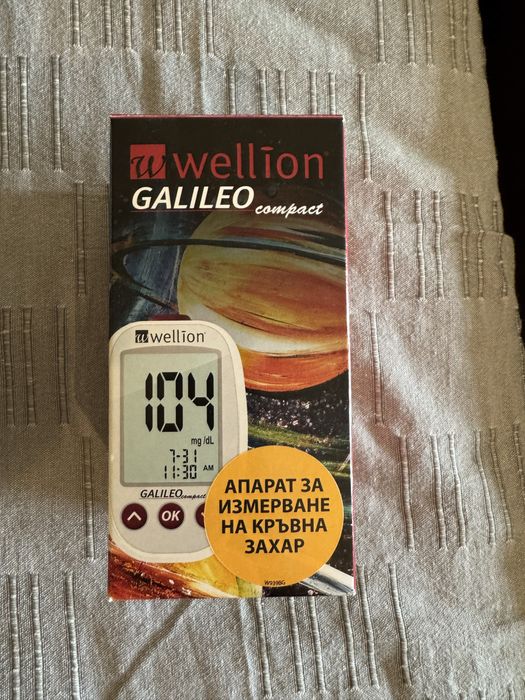 w wellion
GALILEO compact
w wellion
104
mg/dL
7-31
11:30 AM
GALILEO compact
OK
АПАРАТ ЗА
ИЗМЕРВАНЕ
НА КРЪВНА
ЗАХАР
W939BG